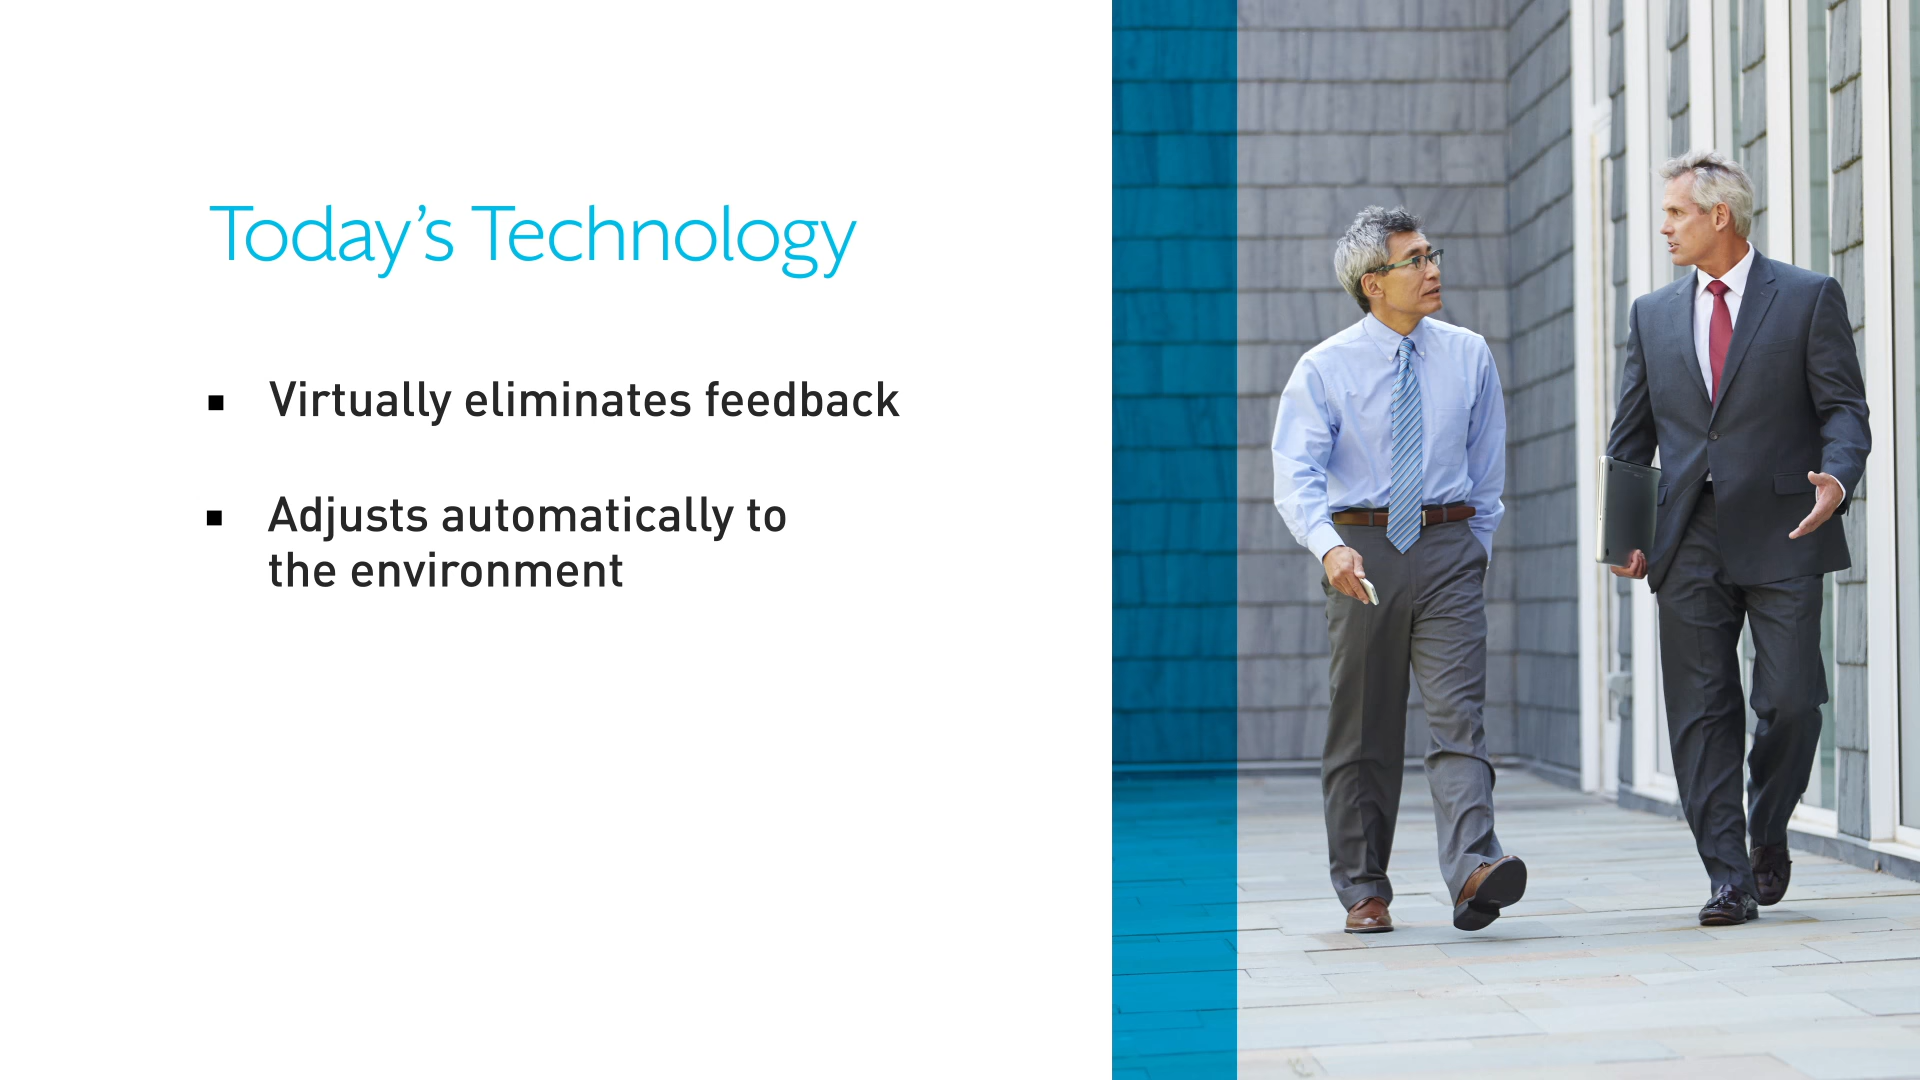 Today’s Technology
▪ Virtually eliminates feedback
▪ Adjusts automatically to
the environment